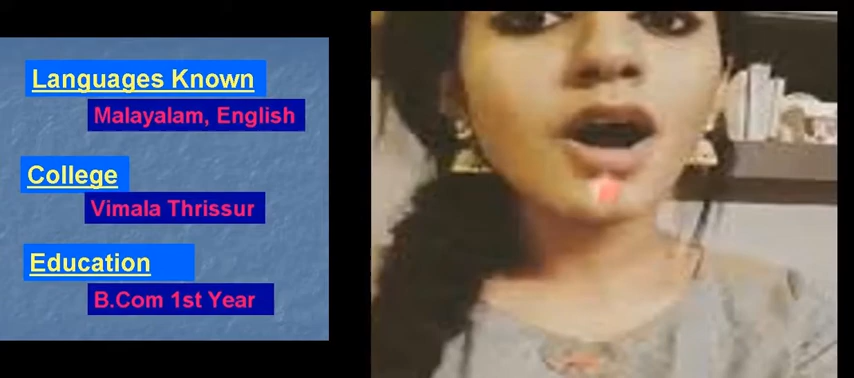 Languages Known
Malayalam, English
College
Vimala Thrissur
Education
B.Com 1st Year